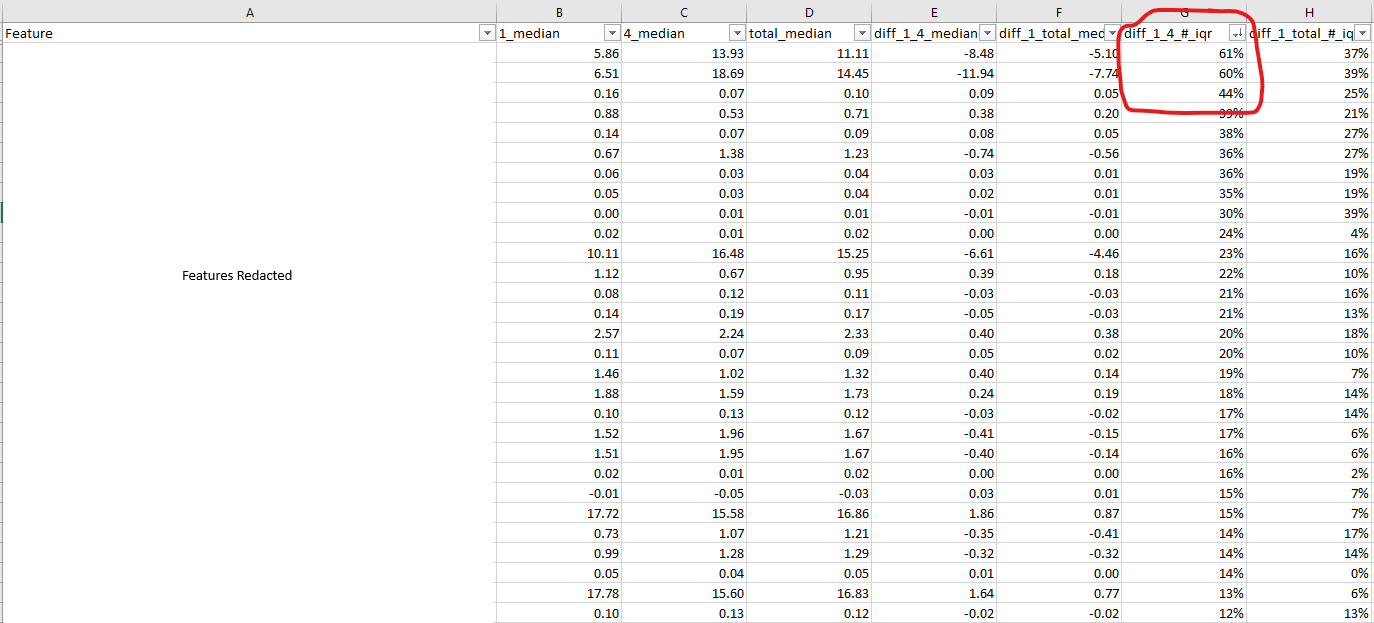 A B C D E F G H
Feature 1_median 4_median total_median diff_1_4_median diff_1_total_med diff_1_4_#_iqr diff_1_total_#_iq
5.86 13.93 11.11 -8.48 -5.10 61% 37%
6.51 18.69 14.45 -11.94 -7.74 60% 39%
0.16 0.07 0.10 0.09 0.05 44% 25%
0.88 0.53 0.71 0.38 0.20 39% 21%
0.14 0.07 0.09 0.08 0.05 38% 27%
0.67 1.38 1.23 -0.74 -0.56 36% 27%
0.06 0.03 0.04 0.03 0.01 36% 19%
0.05 0.03 0.04 0.02 0.01 35% 19%
0.00 0.01 0.01 -0.01 -0.01 30% 39%
0.02 0.01 0.02 0.00 0.00 24% 4%
10.11 16.48 15.25 -6.61 -4.46 23% 16%
Features Redacted 1.12 0.67 0.95 0.39 0.18 22% 10%
0.08 0.12 0.11 -0.03 -0.03 21% 16%
0.14 0.19 0.17 -0.05 -0.03 21% 13%
2.57 2.24 2.33 0.40 0.38 20% 18%
0.11 0.07 0.09 0.05 0.02 20% 10%
1.46 1.02 1.32 0.40 0.14 19% 7%
1.88 1.59 1.73 0.24 0.19 18% 14%
0.10 0.13 0.12 -0.03 -0.02 17% 14%
1.52 1.96 1.67 -0.41 -0.15 17% 6%
1.51 1.95 1.67 -0.40 -0.14 16% 6%
0.02 0.01 0.02 0.00 0.00 16% 2%
-0.01 -0.05 -0.03 0.03 0.01 15% 7%
17.72 15.58 16.86 1.86 0.87 15% 7%
0.73 1.07 1.21 -0.35 -0.41 14% 17%
0.99 1.28 1.29 -0.32 -0.32 14% 14%
0.05 0.04 0.05 0.01 0.00 14% 0%
17.78 15.60 16.83 1.64 0.77 13% 6%
0.10 0.13 0.12 -0.02 -0.02 12% 13%